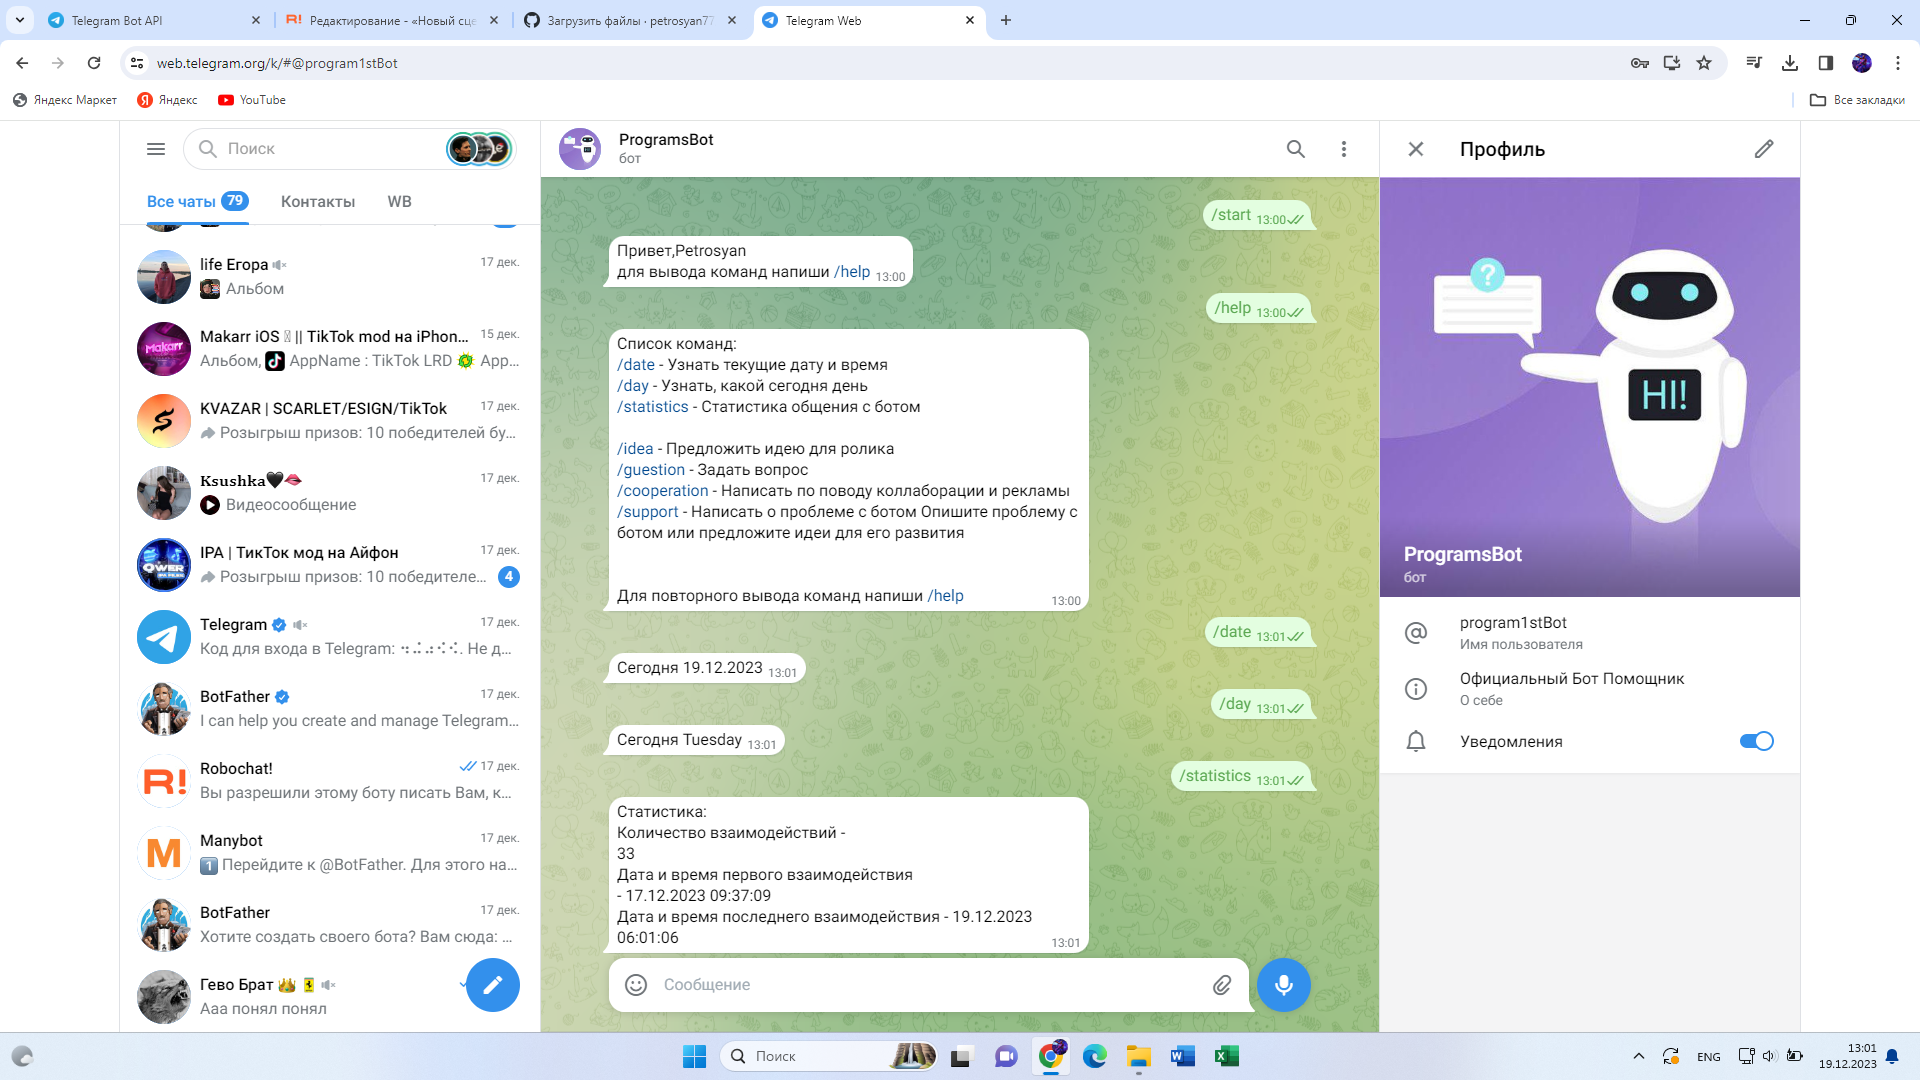 Telegram Bot API
Редактирование - «Новый сце
Загрузить файлы · petrosyan77
Telegram Web
web.telegram.org/k/#@program1stBot
Яндекс Маркет
Яндекс
YouTube
Все закладки
Поиск
Все чаты 79
Контакты
WB
life Егора
17 дек.
Альбом
Makarr iOS || TikTok mod на iPhon...
15 дек.
Альбом, AppName : TikTok LRD App...
KVAZAR | SCARLET/ESIGN/TikTok
17 дек.
Розыгрыш призов: 10 победителей бу...
Ksushka🖤🫦
17 дек.
Видеосообщение
IPA | ТикТок мод на Айфон
17 дек.
Розыгрыш призов: 10 победителе...
4
Telegram
17 дек.
Код для входа в Telegram: . Не д...
BotFather
17 дек.
I can help you create and manage Telegram...
Robochat!
17 дек.
Вы разрешили этому боту писать Вам, к...
Manybot
17 дек.
1 Перейдите к @BotFather. Для этого на...
BotFather
17 дек.
Хотите создать своего бота? Вам сюда: ...
Гево Брат
Ааа понял понял
ProgramsBot
бот
/start 13:00
Привет,Petrosyan
для вывода команд напиши /help 13:00
/help 13:00
Список команд:
/date - Узнать текущие дату и время
/day - Узнать, какой сегодня день
/statistics - Статистика общения с ботом
/idea - Предложить идею для ролика
/guestion - Задать вопрос
/cooperation - Написать по поводу коллаборации и рекламы
/support - Написать о проблеме с ботом Опишите проблему с
ботом или предложите идеи для его развития
Для повторного вывода команд напиши /help
13:00
/date 13:01
Сегодня 19.12.2023 13:01
/day 13:01
Сегодня Tuesday 13:01
/statistics 13:01
Статистика:
Количество взаимодействий -
33
Дата и время первого взаимодействия
- 17.12.2023 09:37:09
Дата и время последнего взаимодействия - 19.12.2023
06:01:06
13:01
Сообщение
Профиль
?
HI!
ProgramsBot
бот
program1stBot
Имя пользователя
Официальный Бот Помощник
О себе
Уведомления
Поиск
ENG
13:01
19.12.2023